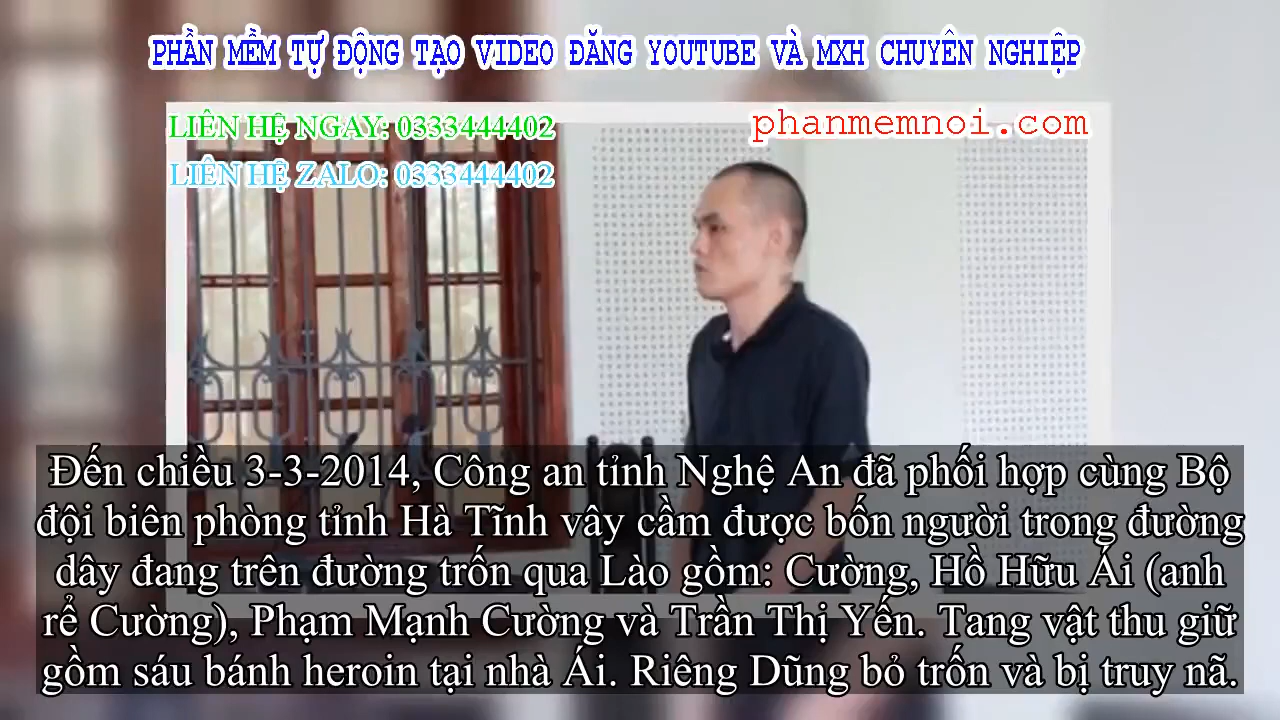 PHẦN MỀM TỰ ĐỘNG TẠO VIDEO ĐĂNG YOUTUBE VÀ MXH CHUYÊN NGHIỆP
LIÊN HỆ NGAY: 0333444402
phanmemnoi.com
LIÊN HỆ ZALO: 0333444402
Đến chiều 3-3-2014, Công an tỉnh Nghệ An đã phối hợp cùng Bộ
đội biên phòng tỉnh Hà Tĩnh vây cầm được bốn người trong đường
dây đang trên đường trốn qua Lào gồm: Cường, Hồ Hữu Ái (anh
rể Cường), Phạm Mạnh Cường và Trần Thị Yến. Tang vật thu giữ
gồm sáu bánh heroin tại nhà Ái. Riêng Dũng bỏ trốn và bị truy nã.